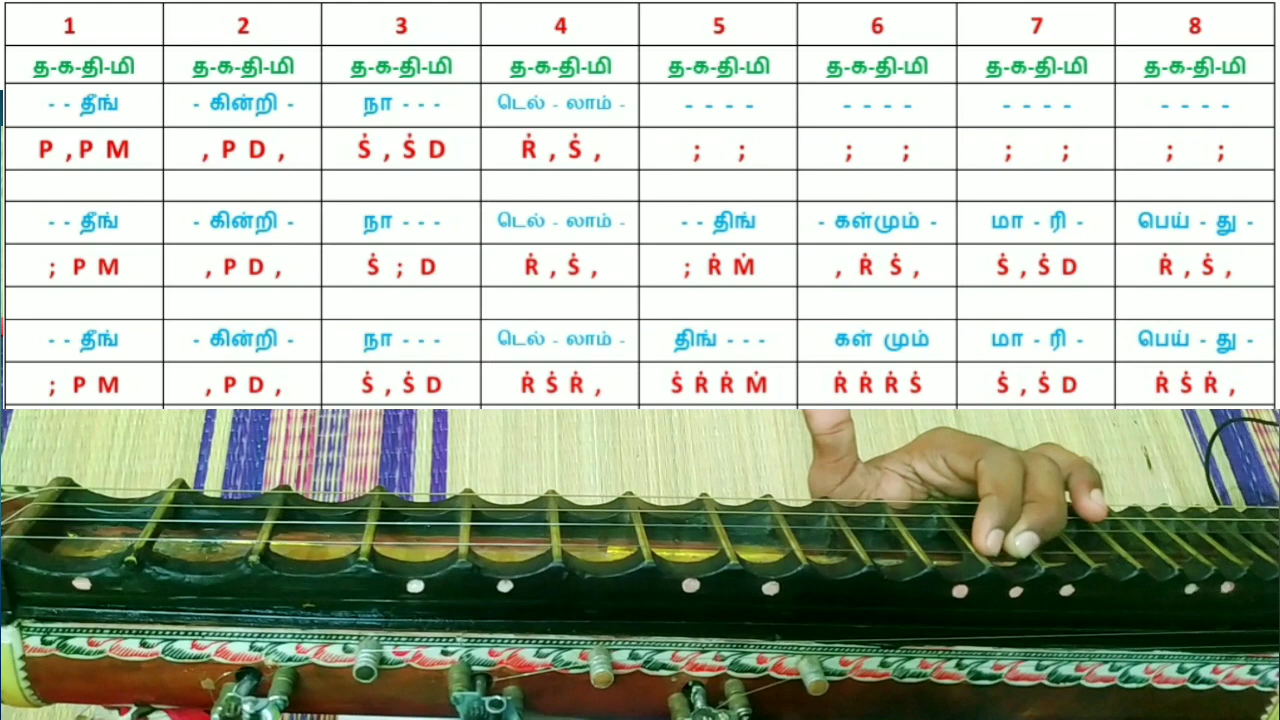 1 2 3 4 5 6 7 8
த-க-தி-மி த-க-தி-மி த-க-தி-மி த-க-தி-மி த-க-தி-மி த-க-தி-மி த-க-தி-மி த-க-தி-மி
- - தீங் - கின்றி - நா - - - டெல் - லாம் - - - - - - - - - - - - - - - - -
P , P M , P D , Ṡ , Ṡ D Ṙ , Ṡ , ; ; ; ; ; ; ; ;
- - தீங் - கின்றி - நா - - - டெல் - லாம் - - - திங் - கள்மும் - மா - ரி - பெய் - து -
; P M , P D , Ṡ ; D Ṙ , Ṡ , ; Ṙ Ṁ , Ṙ Ṡ , Ṡ , Ṡ D Ṙ , Ṡ ,
- - தீங் - கின்றி - நா - - - டெல் - லாம் - திங் - - - கள் மும் மா - ரி - பெய் - து -
; P M , P D , Ṡ , Ṡ D Ṙ Ṡ Ṙ , Ṡ Ṙ Ṙ Ṁ Ṙ Ṙ Ṙ Ṡ Ṡ , Ṡ D Ṙ Ṡ Ṙ ,